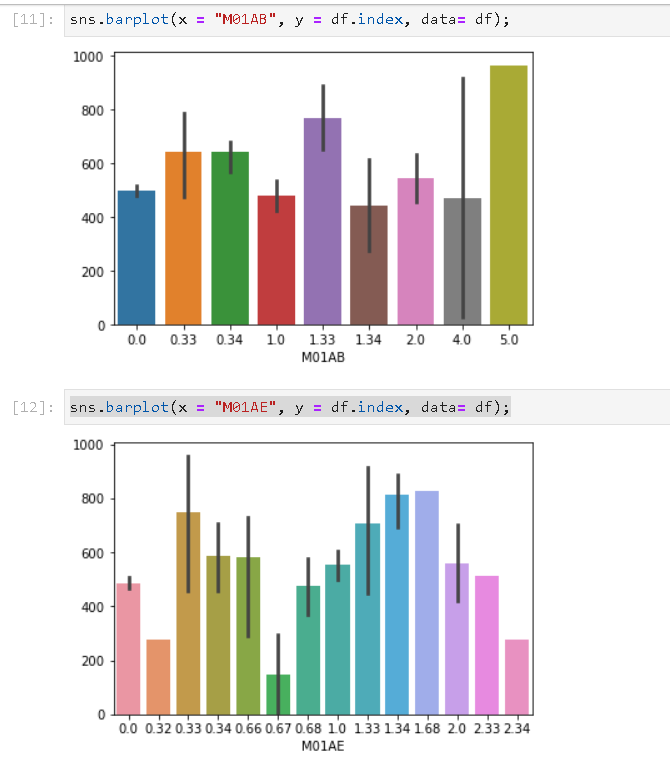 [11]: sns.barplot(x = "M01AB", y = df.index, data= df);
1000
800
600
400
200
0
0.0 0.33 0.34 1.0 1.33 1.34 2.0 4.0 5.0
M01AB
[12]: sns.barplot(x = "M01AE", y = df.index, data= df);
1000
800
600
400
200
0
0.0 0.32 0.33 0.34 0.66 0.67 0.68 1.0 1.33 1.34 1.68 2.0 2.33 2.34
M01AE